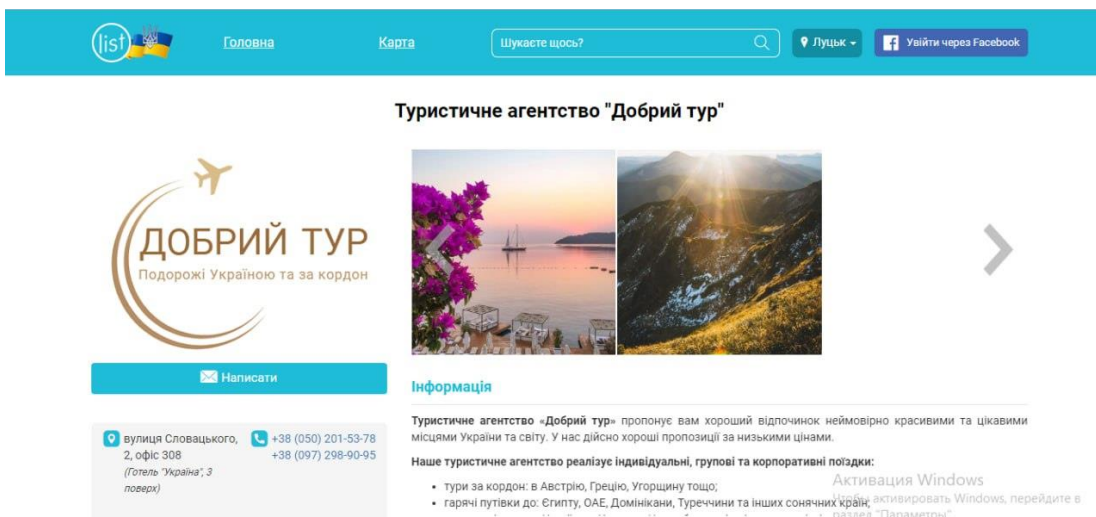 list
Головна
Карта
Шукаєте щось?
Луцьк
Увійти через Facebook
Туристичне агентство "Добрий тур"
ДОБРИЙ ТУР
Подорожі Україною та за кордон
Написати
вулиця Словацького,
2, офіс 308
(Готель "Україна", 3
поверх)
+38 (050) 201-53-78
+38 (097) 298-90-95
Інформація
Туристичне агентство «Добрий тур» пропонує вам хороший відпочинок неймовірно красивими та цікавими
місцями України та світу. У нас дійсно хороші пропозиції за низькими цінами.
Наше туристичне агентство реалізує індивідуальні, групові та корпоративні поїздки:
• тури за кордон: в Австрію, Грецію, Угорщину тощо;
• гарячі путівки до: Єгипту, ОАЕ, Домінікани, Туреччини та інших сонячних країн;
Активация Windows
Чтобы активировать Windows, перейдите в
раздел "Параметры".